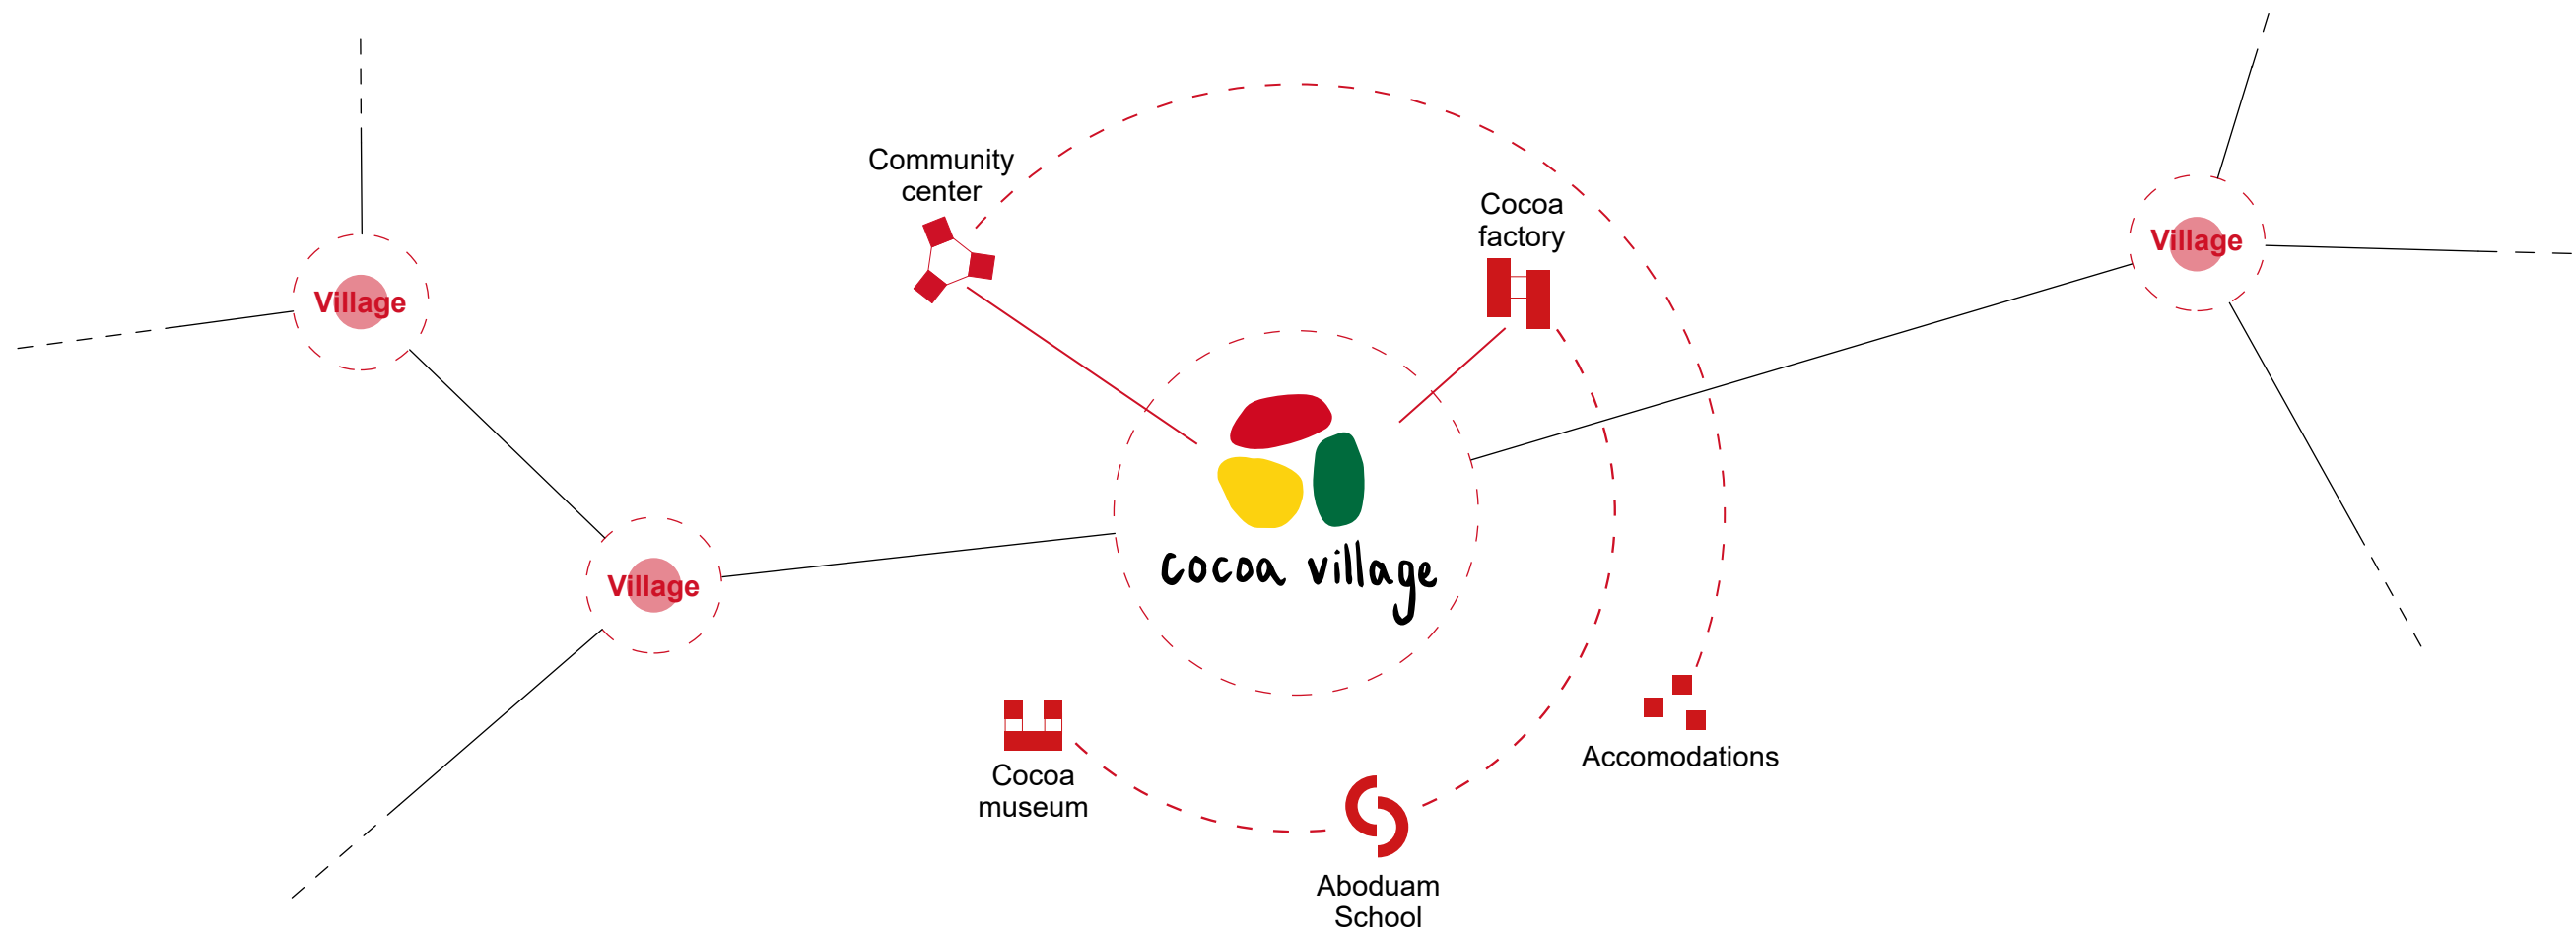 Community
center
Cocoa
factory
Village
Village
Village
cocoa village
Cocoa
museum
Accomodations
Aboduam
School